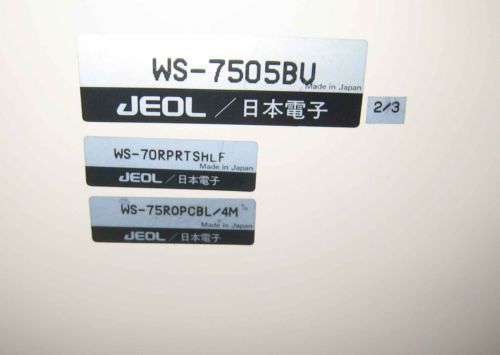 WS-7505BU
Made in Japan
JEOL / 日本電子
2/3
WS-70RPRTSHLF
Made in Japan
JEOL / 日本電子
WS-75ROPCBL/4M
Made in Japan
JEOL / 日本電子